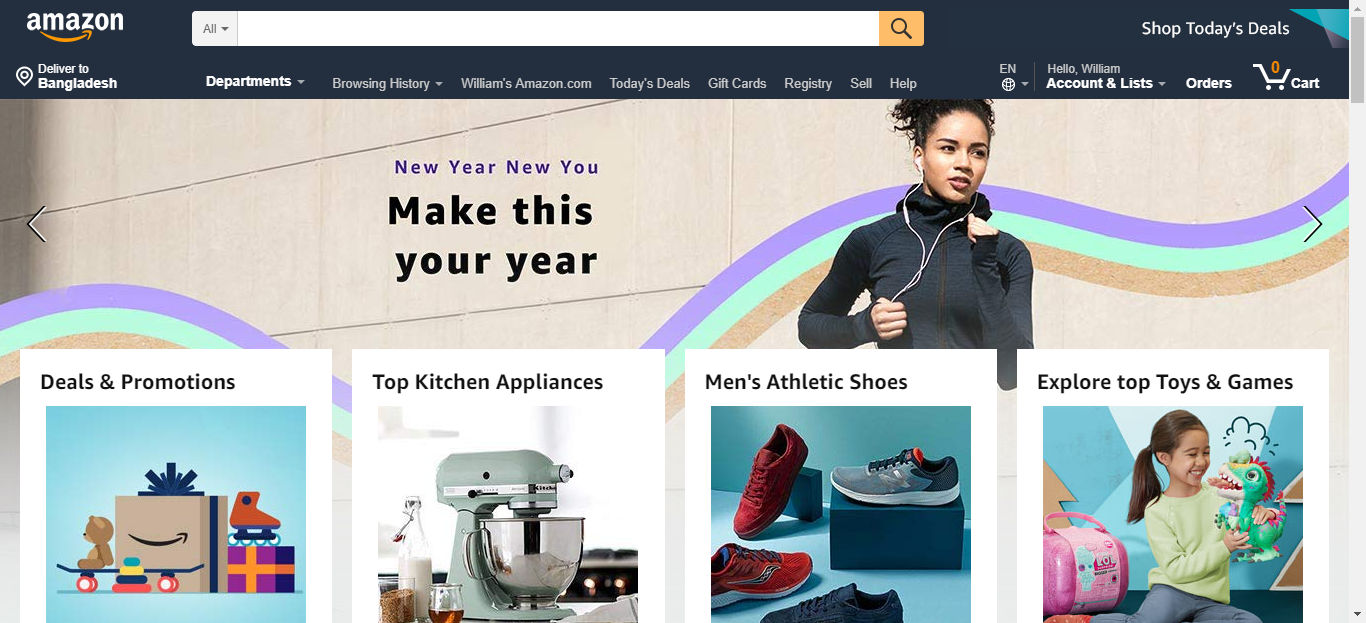 amazon
All
Shop Today's Deals
Deliver to
Bangladesh
Departments
Browsing History
William's Amazon.com
Today's Deals
Gift Cards
Registry
Sell
Help
EN
Hello, William
Account & Lists
Orders
0
Cart
New Year New You
Make this
your year
Deals & Promotions
Top Kitchen Appliances
Men's Athletic Shoes
Explore top Toys & Games